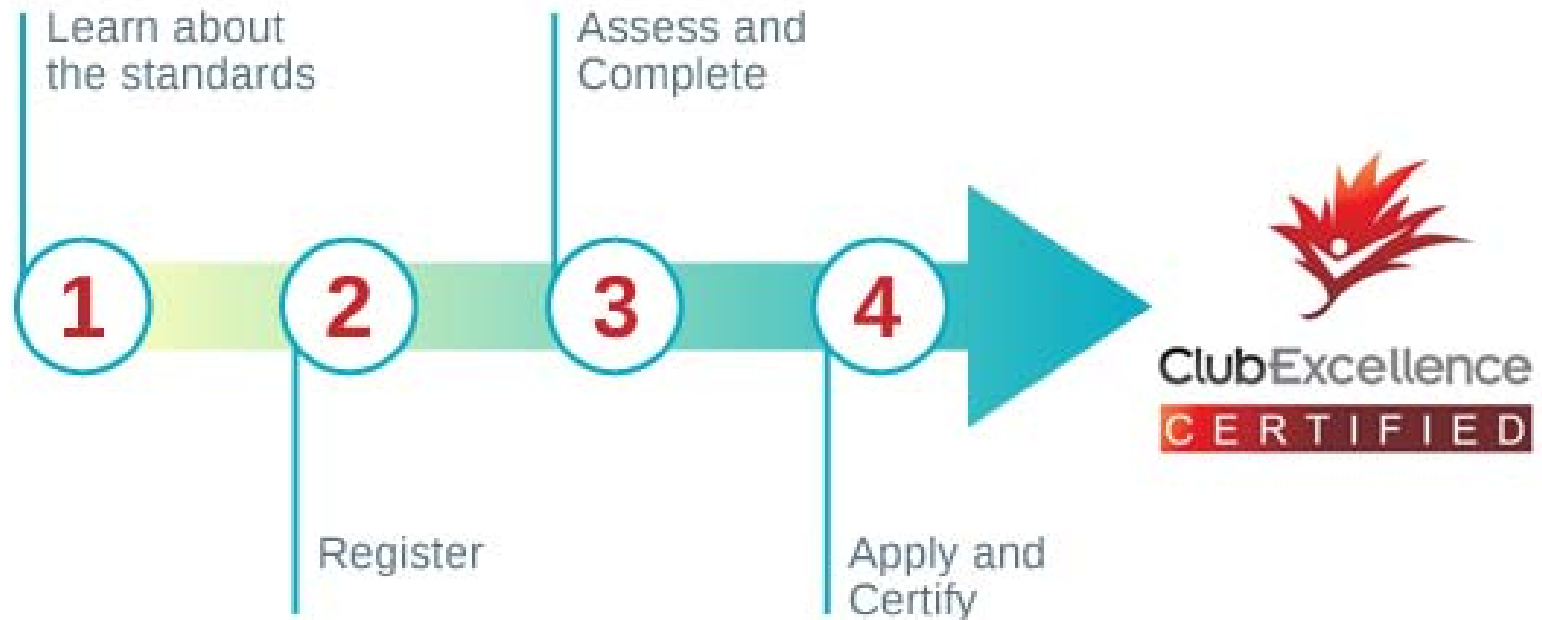 Learn about
the standards
Assess and
Complete
1
2
3
4
ClubExcellence
CERTIFIED
Register
Apply and
Certify